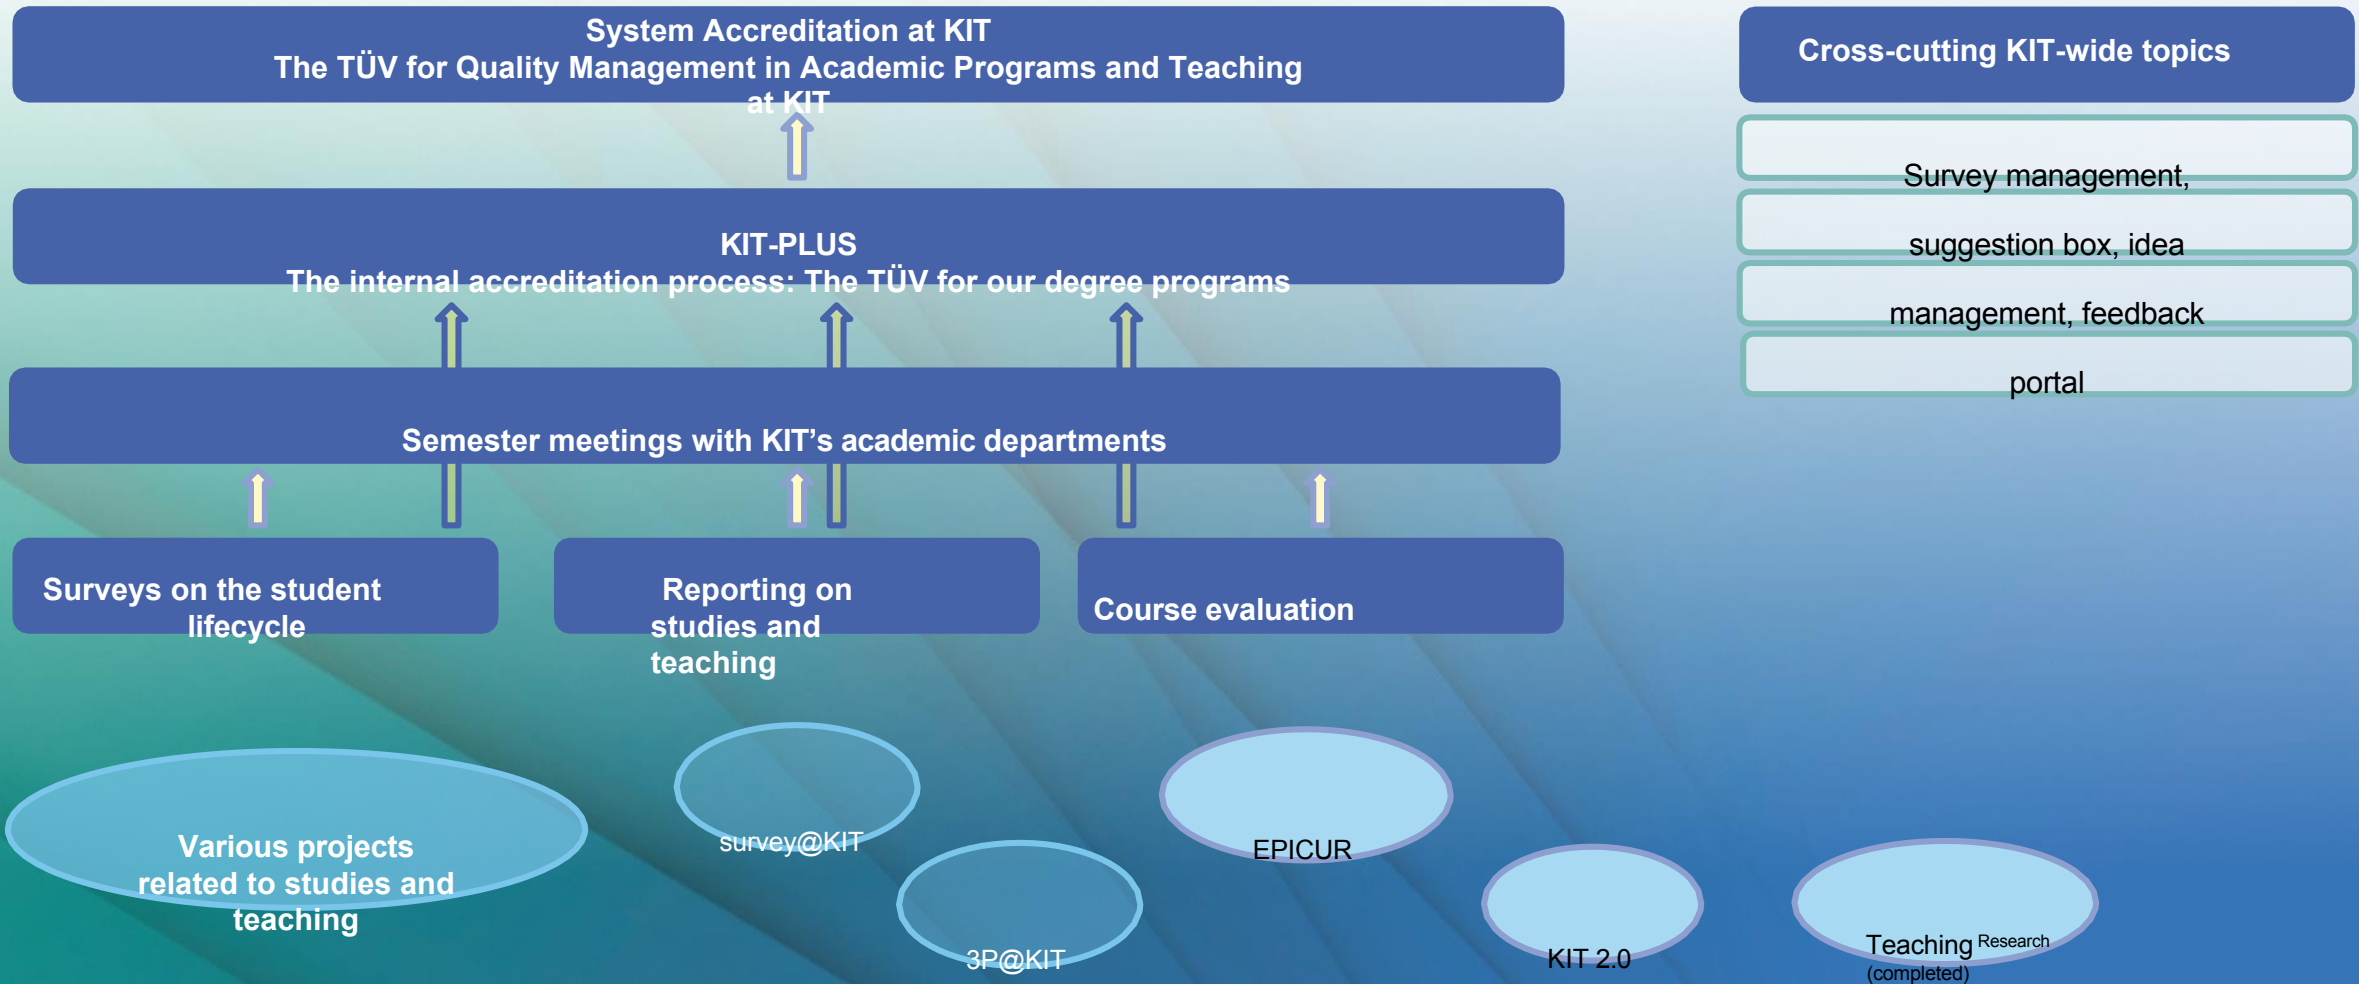 System Accreditation at KIT
The TÜV for Quality Management in Academic Programs and Teaching
at KIT
KIT-PLUS
The internal accreditation process: The TÜV for our degree programs
Semester meetings with KIT’s academic departments
Surveys on the student
lifecycle
Reporting on
studies and
teaching
Course evaluation
Cross-cutting KIT-wide topics
Survey management,
suggestion box, idea
management, feedback
portal
Various projects
related to studies and
teaching
survey@KIT
3P@KIT
EPICUR
KIT 2.0
Teaching Research
(completed)